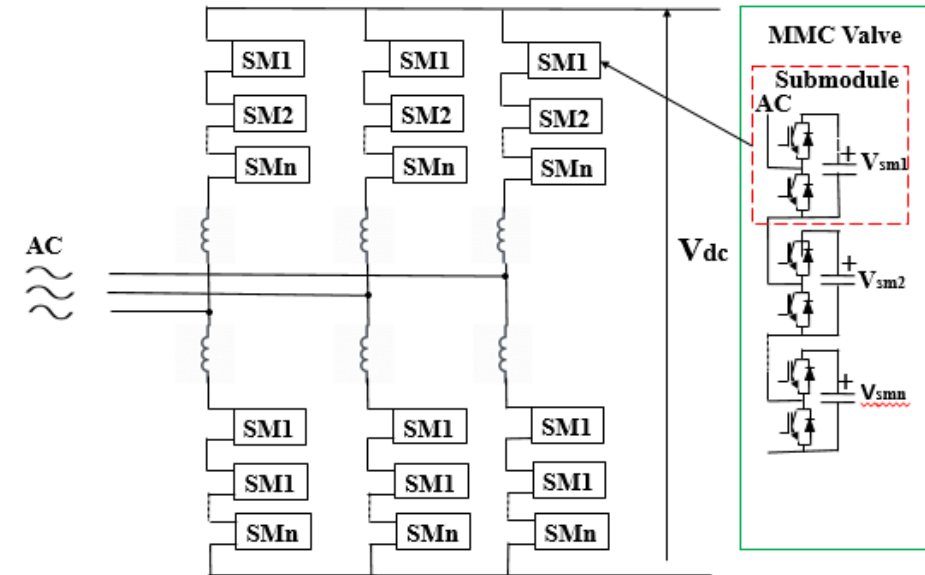 SM1
SM1
SM1
SM2
SM2
SM2
SMn
SMn
SMn
AC
Vdc
SM1
SM1
SM1
SM1
SM1
SM1
SMn
SMn
SMn
MMC Valve
Submodule
AC
+
Vsm1
+
Vsm2
+
Vsmn